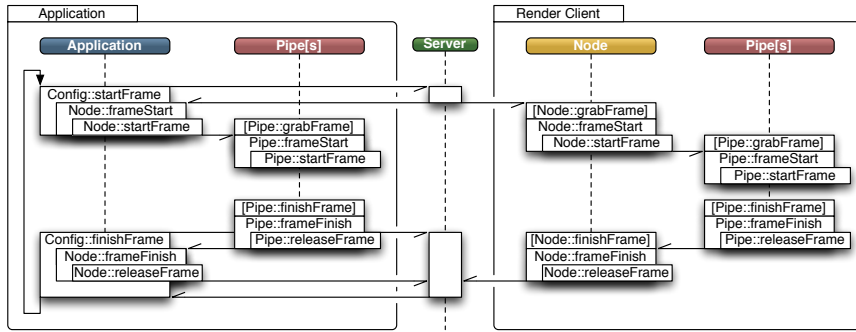 Application
Render Client
Application
Pipe[s]
Server
Node
Pipe[s]
Config::startFrame
Node::frameStart
Node::startFrame
[Pipe::grabFrame]
Pipe::frameStart
Pipe::startFrame
[Node::grabFrame]
Node::frameStart
Node::startFrame
[Pipe::grabFrame]
Pipe::frameStart
Pipe::startFrame
[Pipe::finishFrame]
Pipe::frameFinish
Pipe::releaseFrame
[Pipe::finishFrame]
Pipe::frameFinish
Pipe::releaseFrame
Config::finishFrame
Node::frameFinish
Node::releaseFrame
[Node::finishFrame]
Node::frameFinish
Node::releaseFrame